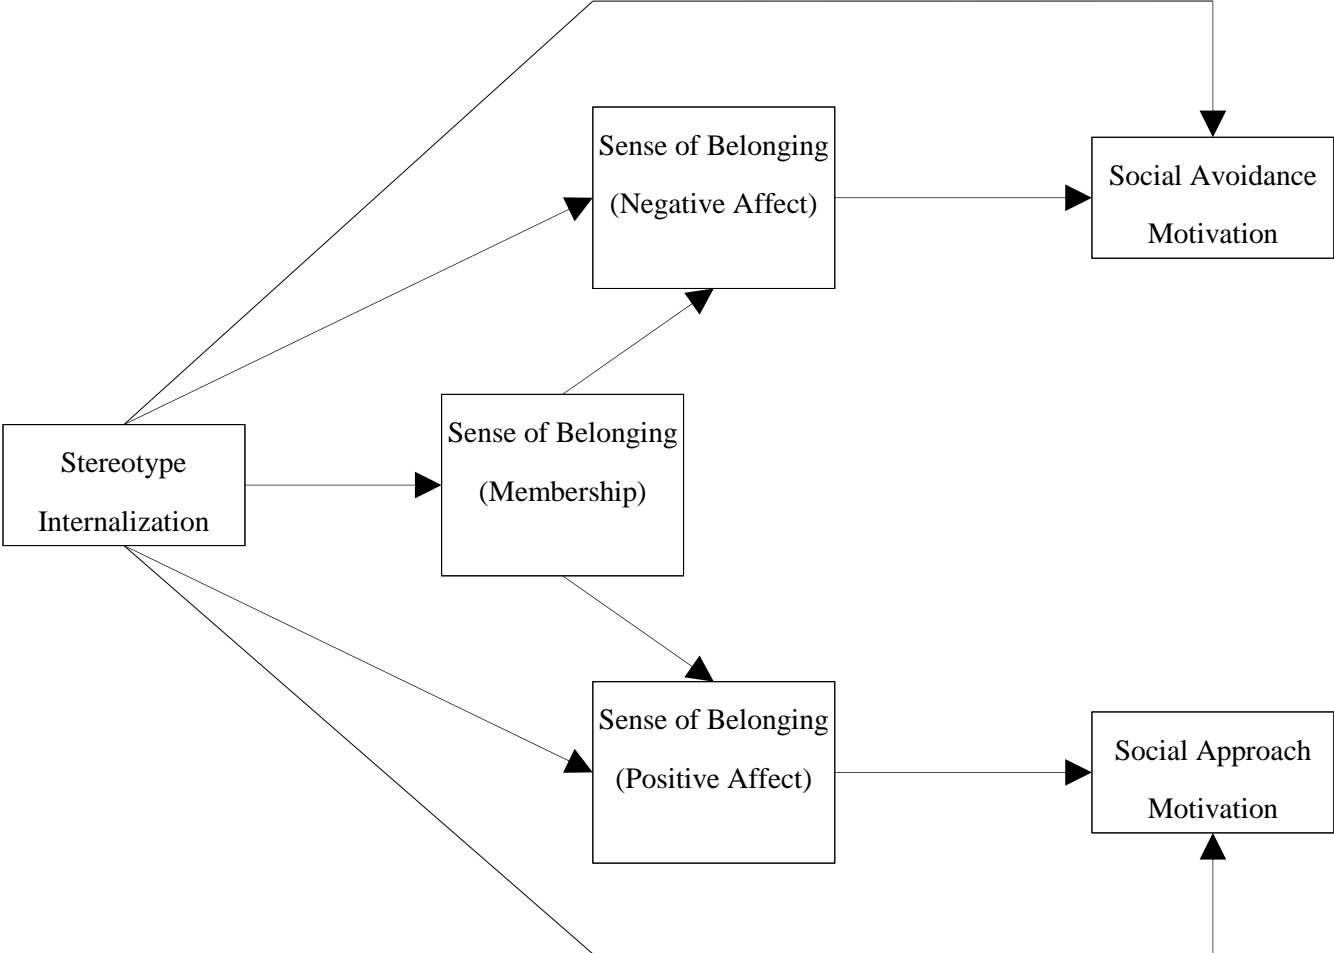 Sense of Belonging
(Negative Affect)
Social Avoidance
Motivation
Stereotype
Internalization
Sense of Belonging
(Membership)
Sense of Belonging
(Positive Affect)
Social Approach
Motivation